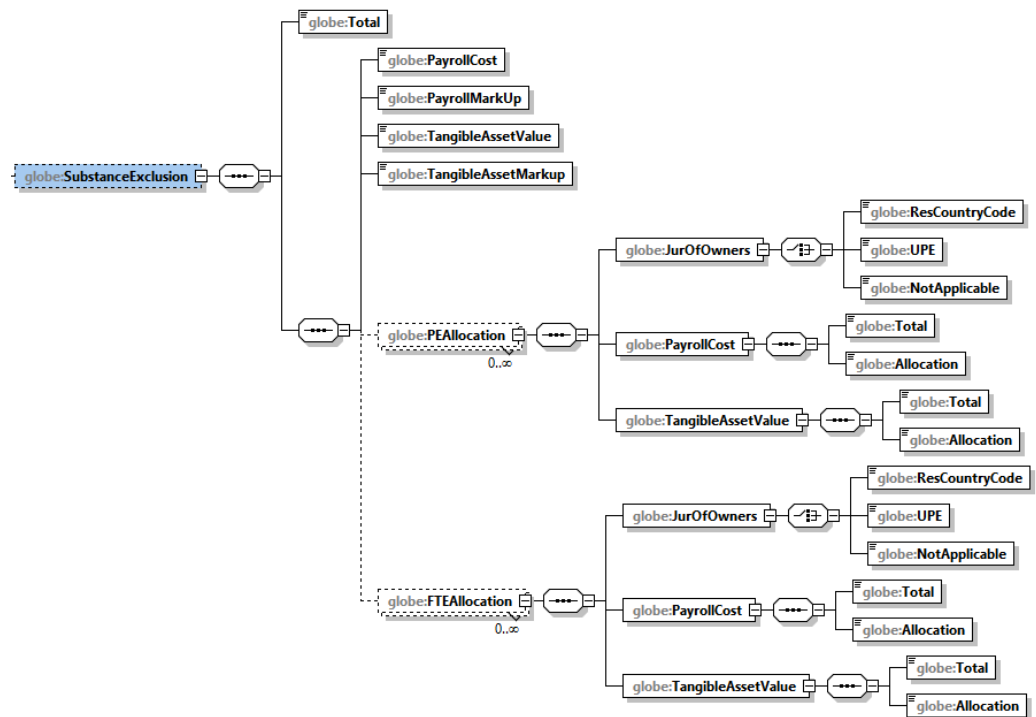 globe:Total
globe:PayrollCost
globe:PayrollMarkUp
globe:TangibleAssetValue
globe:TangibleAssetMarkup
globe:SubstanceExclusion
globe:ResCountryCode
globe:JurOfOwners
globe:UPE
globe:NotApplicable
globe:PEAllocation
0..∞
globe:Total
globe:PayrollCost
globe:Allocation
globe:Total
globe:TangibleAssetValue
globe:Allocation
globe:ResCountryCode
globe:JurOfOwners
globe:UPE
globe:NotApplicable
globe:FTEAllocation
0..∞
globe:Total
globe:PayrollCost
globe:Allocation
globe:Total
globe:TangibleAssetValue
globe:Allocation